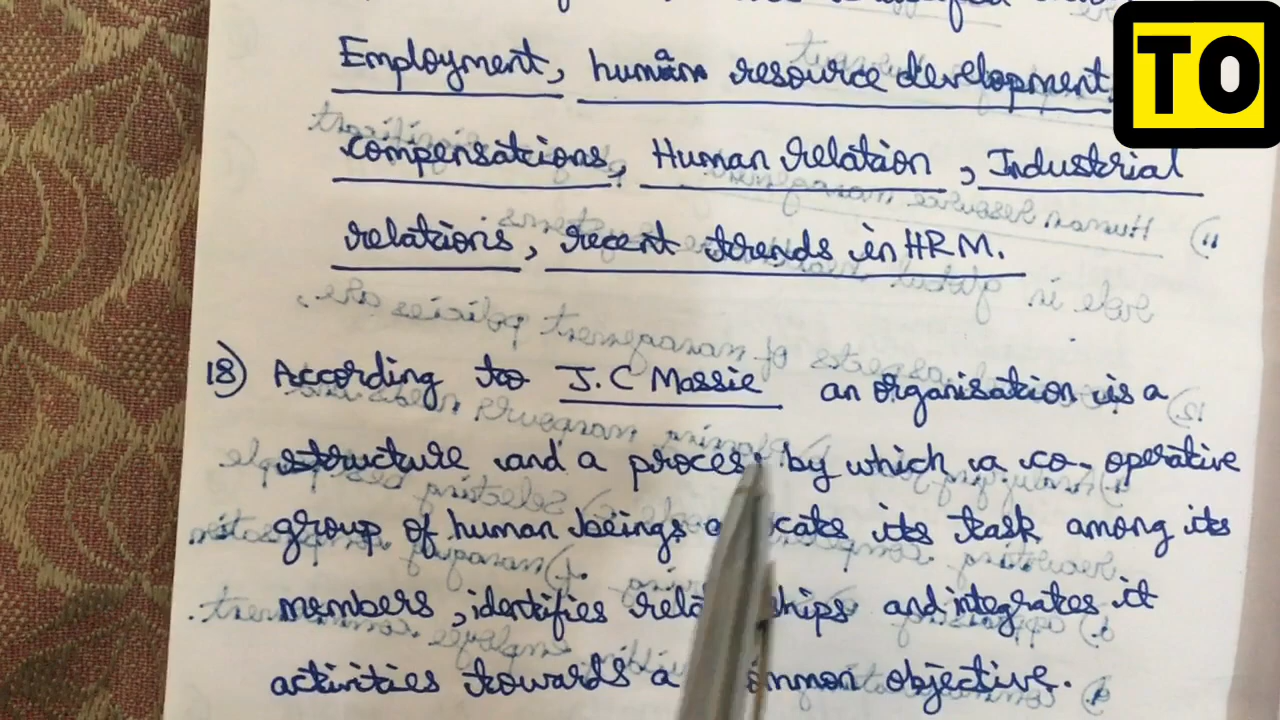 TO
Employment, human resource development,
compensations, Human relation, Industrial
relations, recent trends in HRM.
18) According to J.C Massie an organisation is a
structure and a process by which a co-operative
group of human beings its task among its
members, identifies and integrates it
activities towards a common objective.